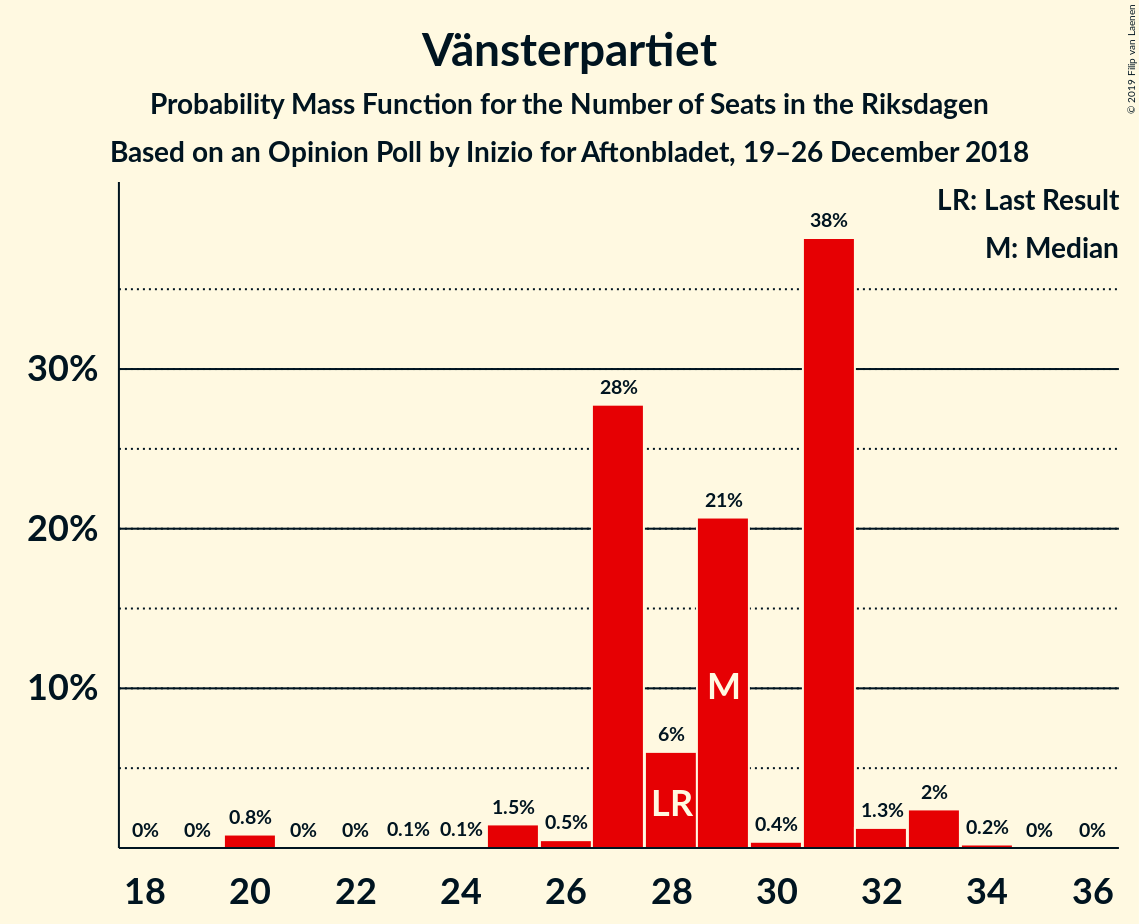 Vänsterpartiet
Probability Mass Function for the Number of Seats in the Riksdagen
Based on an Opinion Poll by Inizio for Aftonbladet, 19–26 December 2018
© 2019 Filip van Laenen
LR: Last Result
M: Median
30%
20%
10%
0% 0% 0.8% 0% 0% 0.1% 0.1% 1.5% 0.5% 28% 6% 21% 0.4% 38% 1.3% 2% 0.2% 0% 0%
M
LR
18 20 22 24 26 28 30 32 34 36